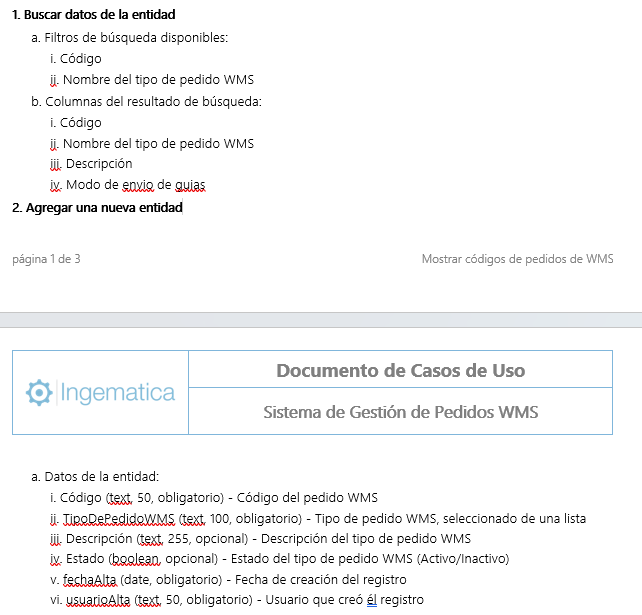 1. Buscar datos de la entidad
a. Filtros de búsqueda disponibles:
i. Código
ii. Nombre del tipo de pedido WMS
b. Columnas del resultado de búsqueda:
i. Código
ii. Nombre del tipo de pedido WMS
iii. Descripción
iv. Modo de envio de guias
2. Agregar una nueva entidad
página 1 de 3 Mostrar códigos de pedidos de WMS
Ingematica
Documento de Casos de Uso
Sistema de Gestión de Pedidos WMS
a. Datos de la entidad:
i. Código (text, 50, obligatorio) - Código del pedido WMS
ii. TipoDePedidoWMS (text, 100, obligatorio) - Tipo de pedido WMS, seleccionado de una lista
iii. Descripción (text, 255, opcional) - Descripción del tipo de pedido WMS
iv. Estado (boolean, opcional) - Estado del tipo de pedido WMS (Activo/Inactivo)
v. fechaAlta (date, obligatorio) - Fecha de creación del registro
vi. usuarioAlta (text, 50, obligatorio) - Usuario que creó él registro